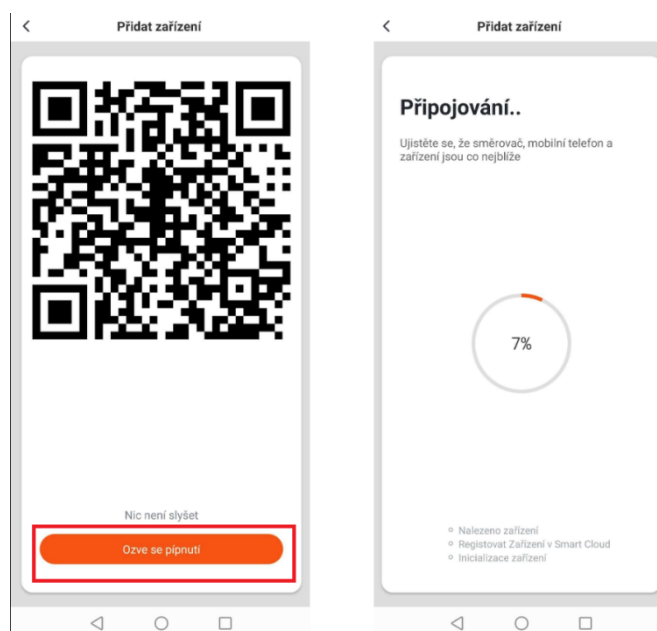 Přidat zařízení
Nic není slyšet
Ozve se pípnutí
Přidat zařízení
Připojování..
Ujistěte se, že směrovač, mobilní telefon a
zařízení jsou co nejblíže
7%
Nalezeno zařízení
Registovat Zařízení v Smart Cloud
Inicializace zařízení